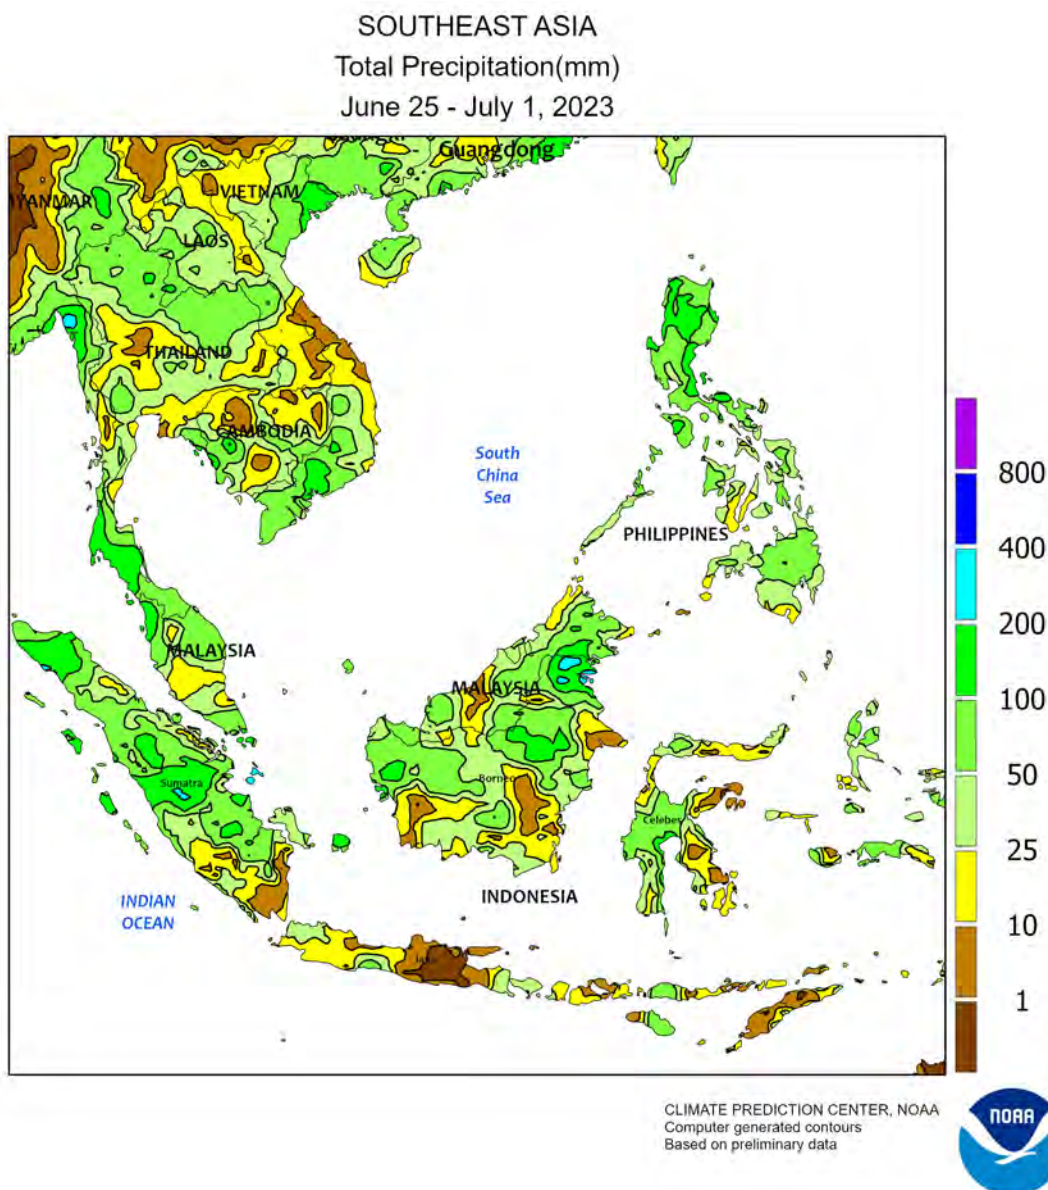 SOUTHEAST ASIA
Total Precipitation(mm)
June 25 - July 1, 2023
Guangdong
VIETNAM
YANMAR
LAOS
THAILAND
CAMBODIA
South
China
Sea
PHILIPPINES
MALAYSIA
MALAYSIA
Sumatra
Borneo
Celebes
INDONESIA
INDIAN
OCEAN
800
400
200
100
50
25
10
1
CLIMATE PREDICTION CENTER, NOAA
Computer generated contours
Based on preliminary data
NOAA